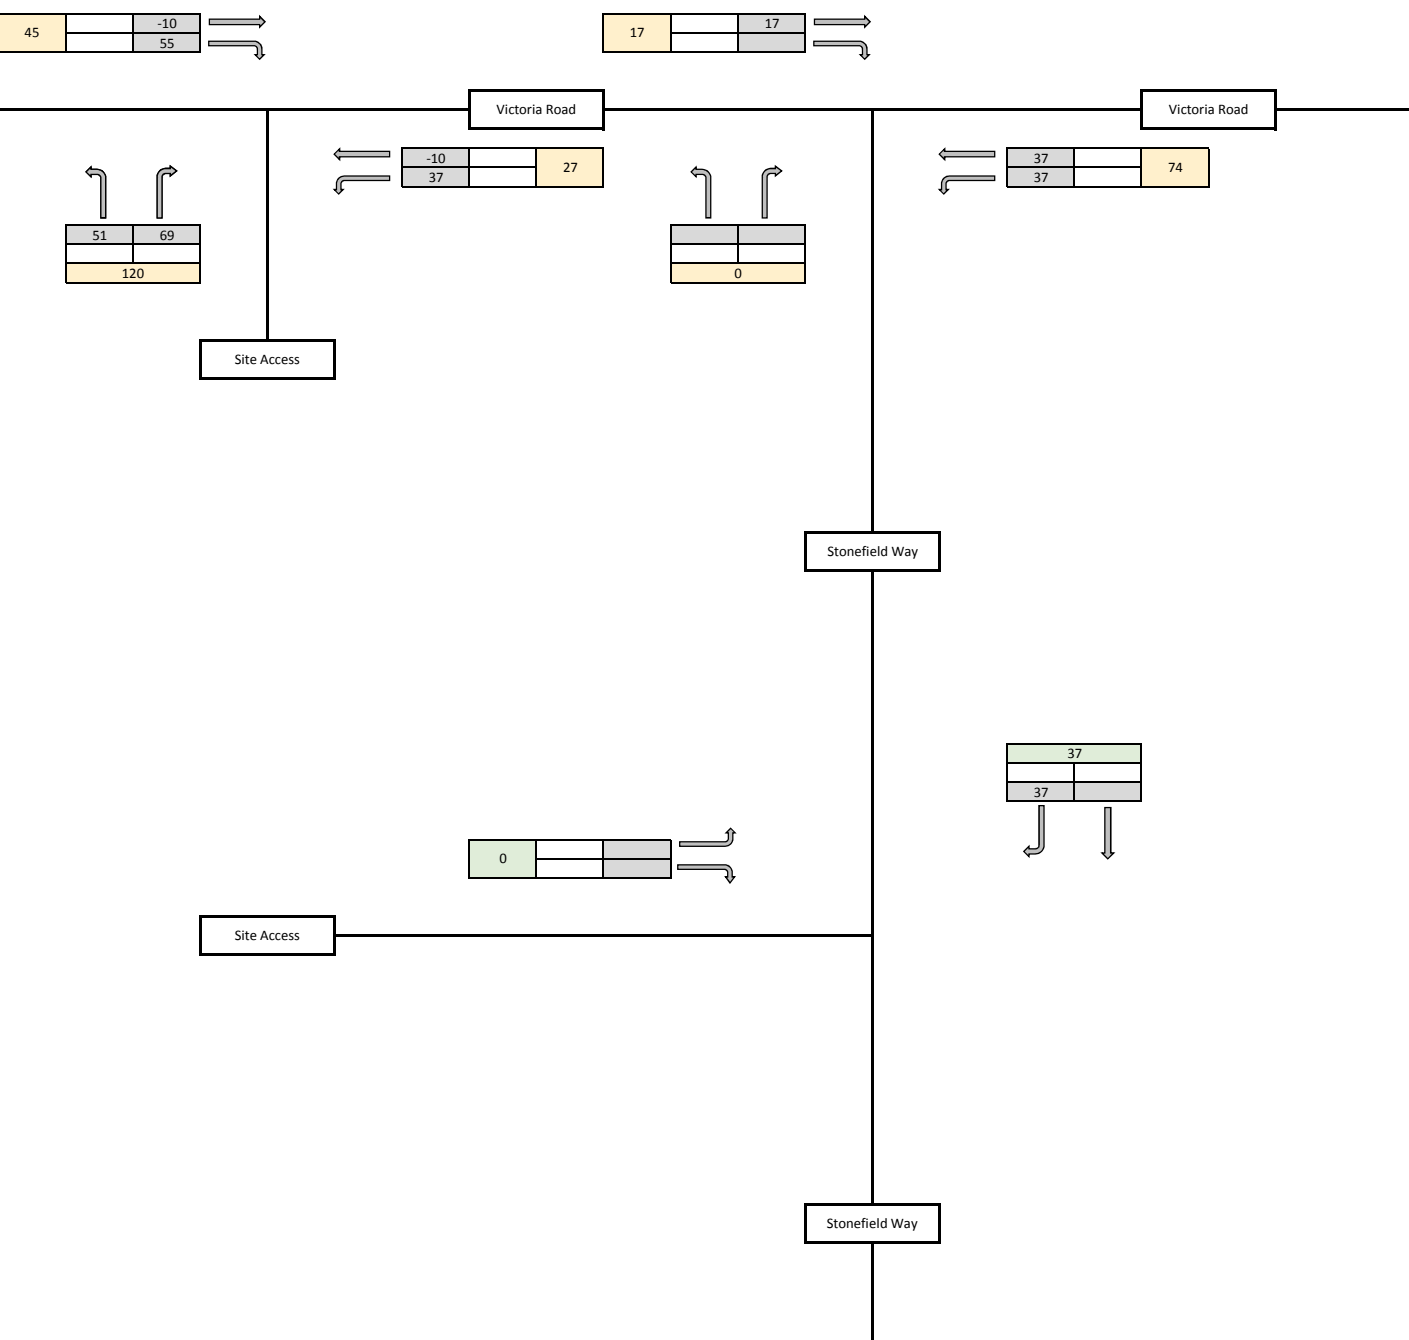 45 -10
55
17 17
Victoria Road
Victoria Road
-10 27
37
37 74
37
51 69
120
0
Site Access
Stonefield Way
37
37
0
Site Access
Stonefield Way